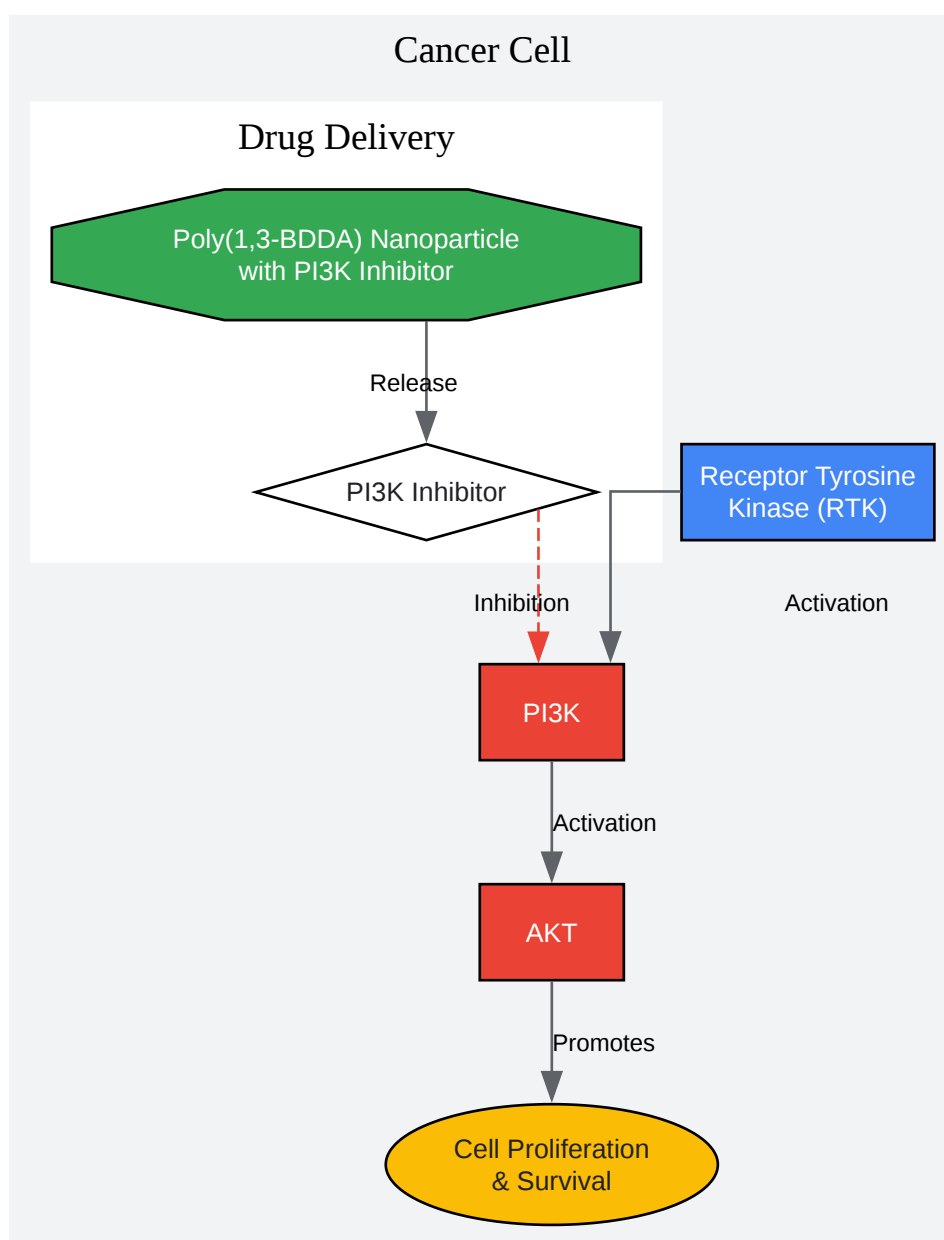 Cancer Cell
Drug Delivery
Poly(1,3-BDDA) Nanoparticle
with PI3K Inhibitor
Release
PI3K Inhibitor
Receptor Tyrosine
Kinase (RTK)
Inhibition
Activation
PI3K
Activation
AKT
Promotes
Cell Proliferation
& Survival